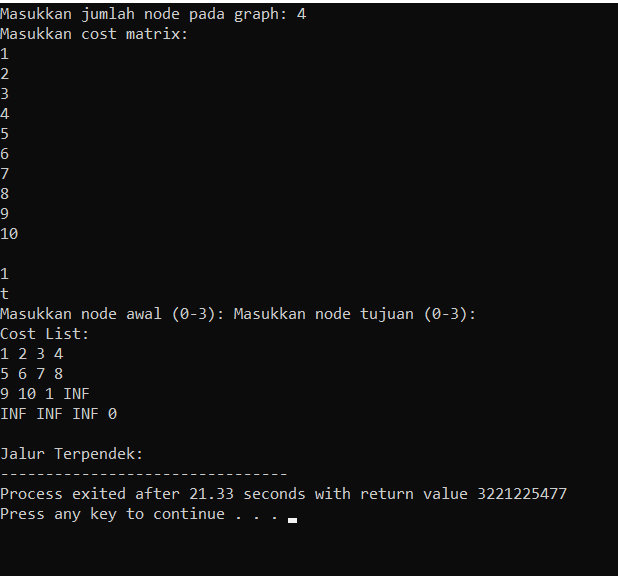 Masukkan jumlah node pada graph: 4
Masukkan cost matrix:
1
2
3
4
5
6
7
8
9
10
1
t
Masukkan node awal (0-3): Masukkan node tujuan (0-3):
Cost List:
1 2 3 4
5 6 7 8
9 10 1 INF
INF INF INF 0
Jalur Terpendek:
--------------------------------
Process exited after 21.33 seconds with return value 3221225477
Press any key to continue . . .